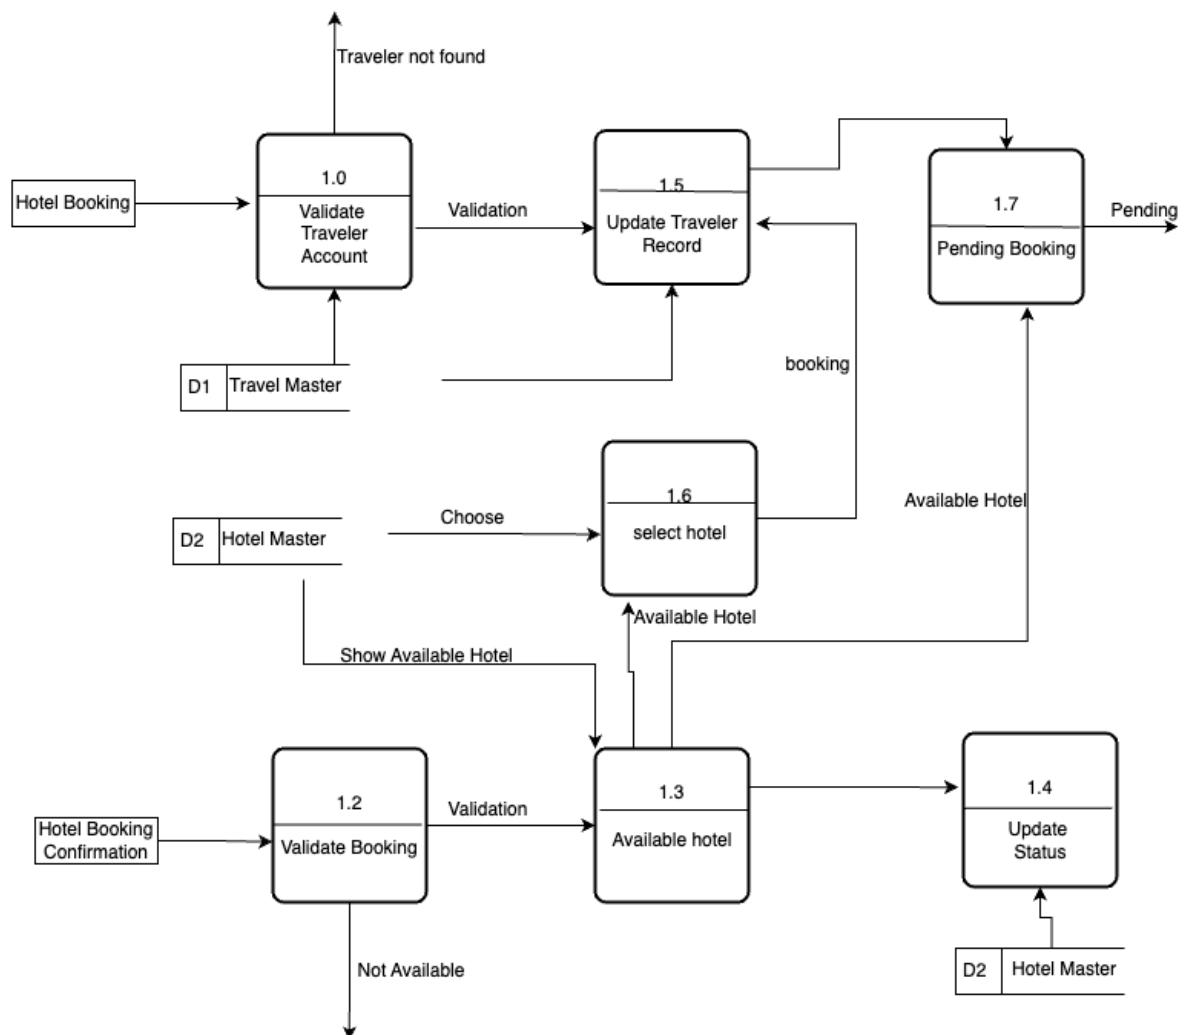 Traveler not found
Hotel Booking
1.0
Validate
Traveler
Account
Validation
1.5
Update Traveler
Record
1.7
Pending Booking
Pending
D1
Travel Master
booking
D2
Hotel Master
Choose
1.6
select hotel
Available Hotel
Available Hotel
Show Available Hotel
Hotel Booking
Confirmation
1.2
Validate Booking
Validation
1.3
Available hotel
1.4
Update
Status
Not Available
D2
Hotel Master